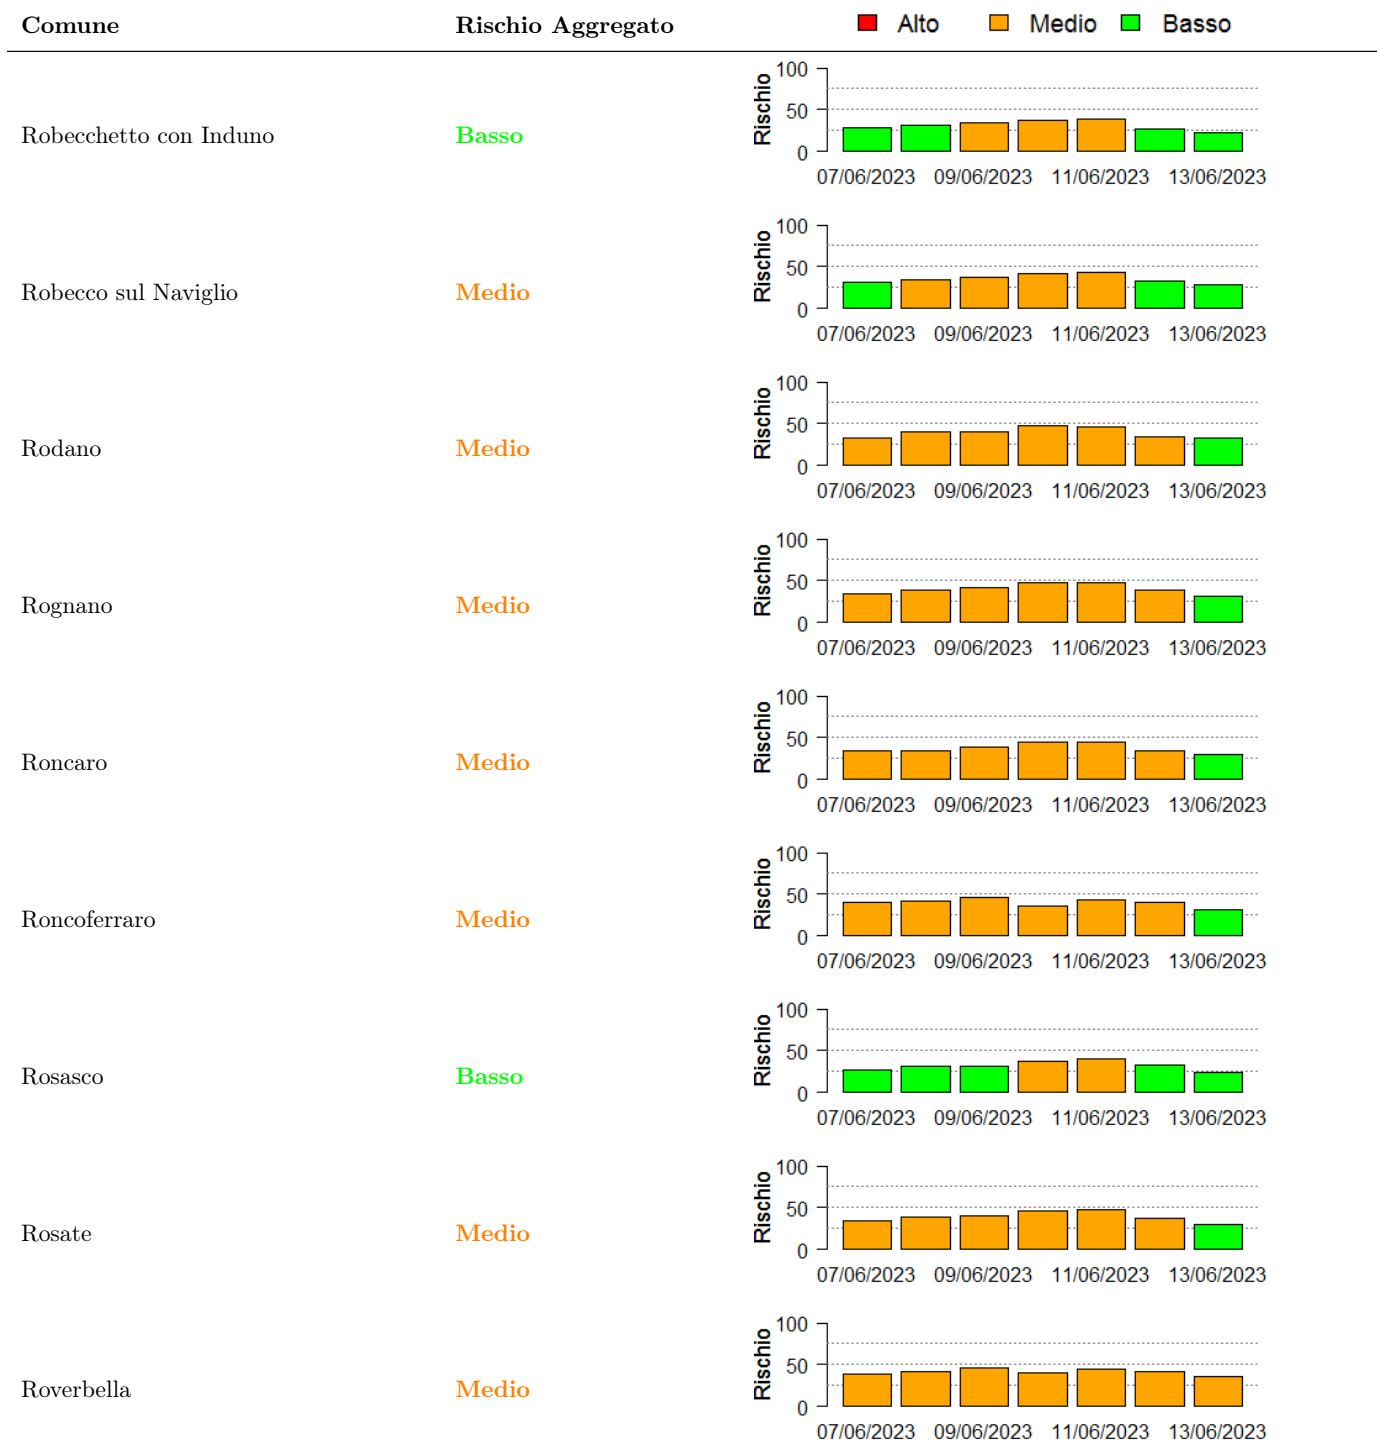 Comune Rischio Aggregato Alto Medio Basso
Robecchetto con Induno Basso
Rischio
100
50
0
07/06/2023 09/06/2023 11/06/2023 13/06/2023
Robecco sul Naviglio Medio
Rischio
100
50
0
07/06/2023 09/06/2023 11/06/2023 13/06/2023
Rodano Medio
Rischio
100
50
0
07/06/2023 09/06/2023 11/06/2023 13/06/2023
Rognano Medio
Rischio
100
50
0
07/06/2023 09/06/2023 11/06/2023 13/06/2023
Roncaro Medio
Rischio
100
50
0
07/06/2023 09/06/2023 11/06/2023 13/06/2023
Roncoferraro Medio
Rischio
100
50
0
07/06/2023 09/06/2023 11/06/2023 13/06/2023
Rosasco Basso
Rischio
100
50
0
07/06/2023 09/06/2023 11/06/2023 13/06/2023
Rosate Medio
Rischio
100
50
0
07/06/2023 09/06/2023 11/06/2023 13/06/2023
Roverbella Medio
Rischio
100
50
0
07/06/2023 09/06/2023 11/06/2023 13/06/2023